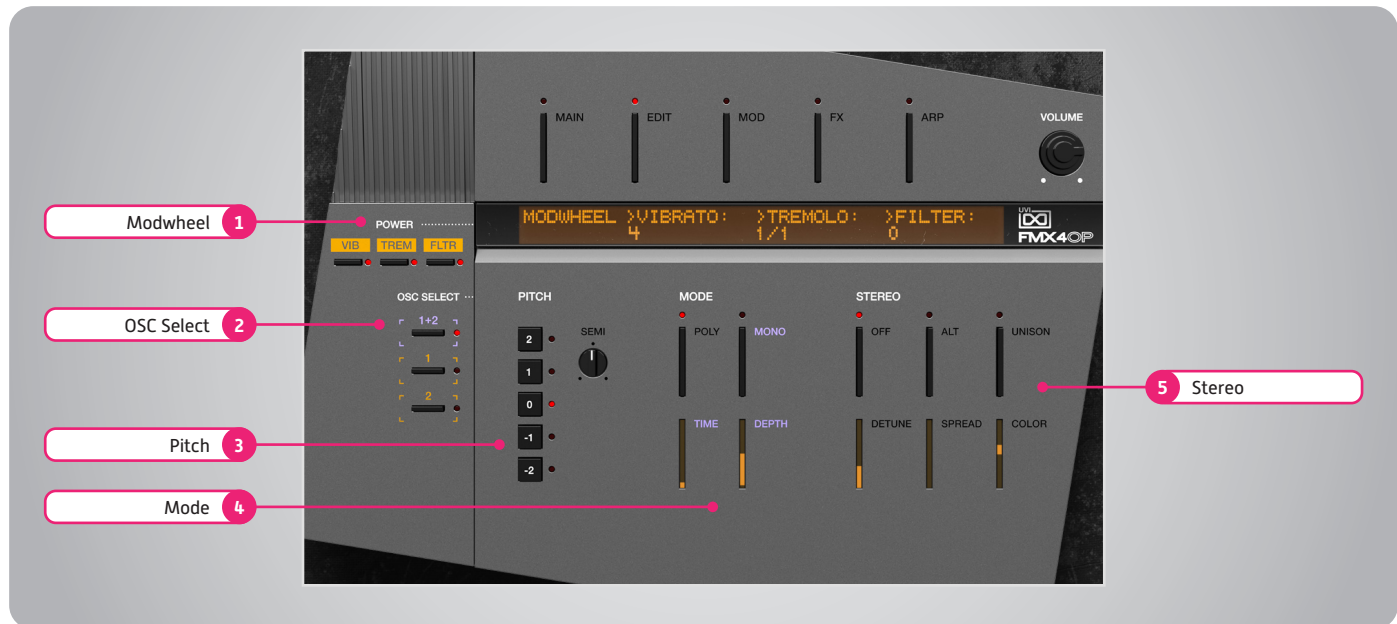 MAIN EDIT MOD FX ARP VOLUME
Modwheel 1
POWER
VIB TREM FLTR
MODWHEEL >VIBRATO: >TREMOLO: >FILTER:
4 1/1 0
UVI
FMX4OP
OSC SELECT
OSC Select 2
1+2
1
2
PITCH
2
1
0
-1
-2
SEMI
Pitch 3
MODE
POLY MONO
TIME DEPTH
Mode 4
STEREO
OFF ALT UNISON
DETUNE SPREAD COLOR
5 Stereo